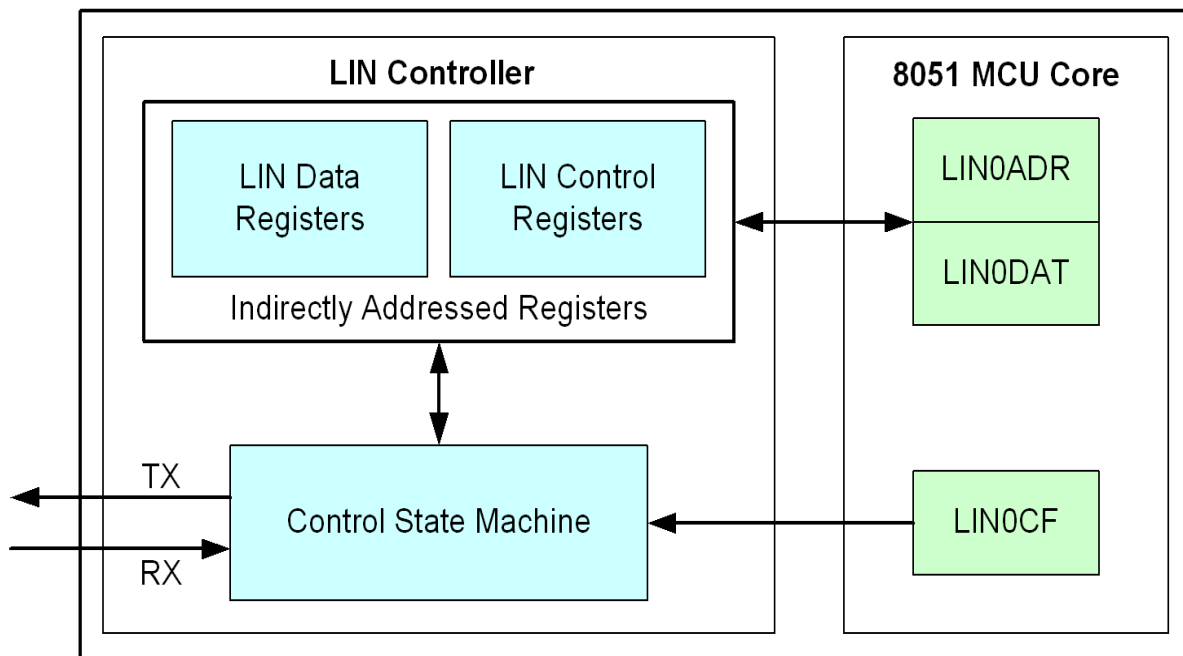 LIN Controller
8051 MCU Core
LIN Data
Registers
LIN Control
Registers
LIN0ADR
LIN0DAT
Indirectly Addressed Registers
TX
RX
Control State Machine
LIN0CF